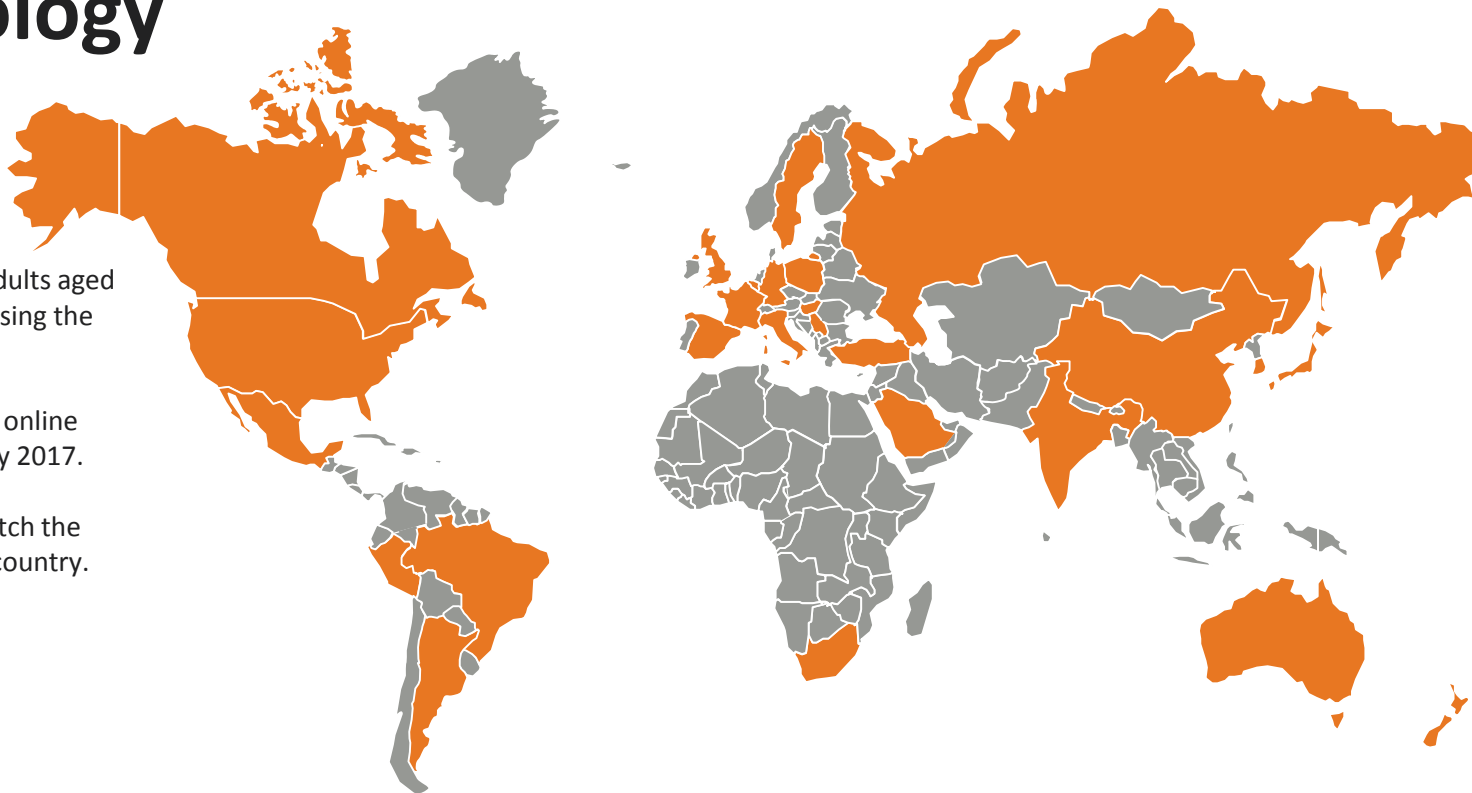 ology
dults aged
sing the
online
y 2017.
tch the
country.